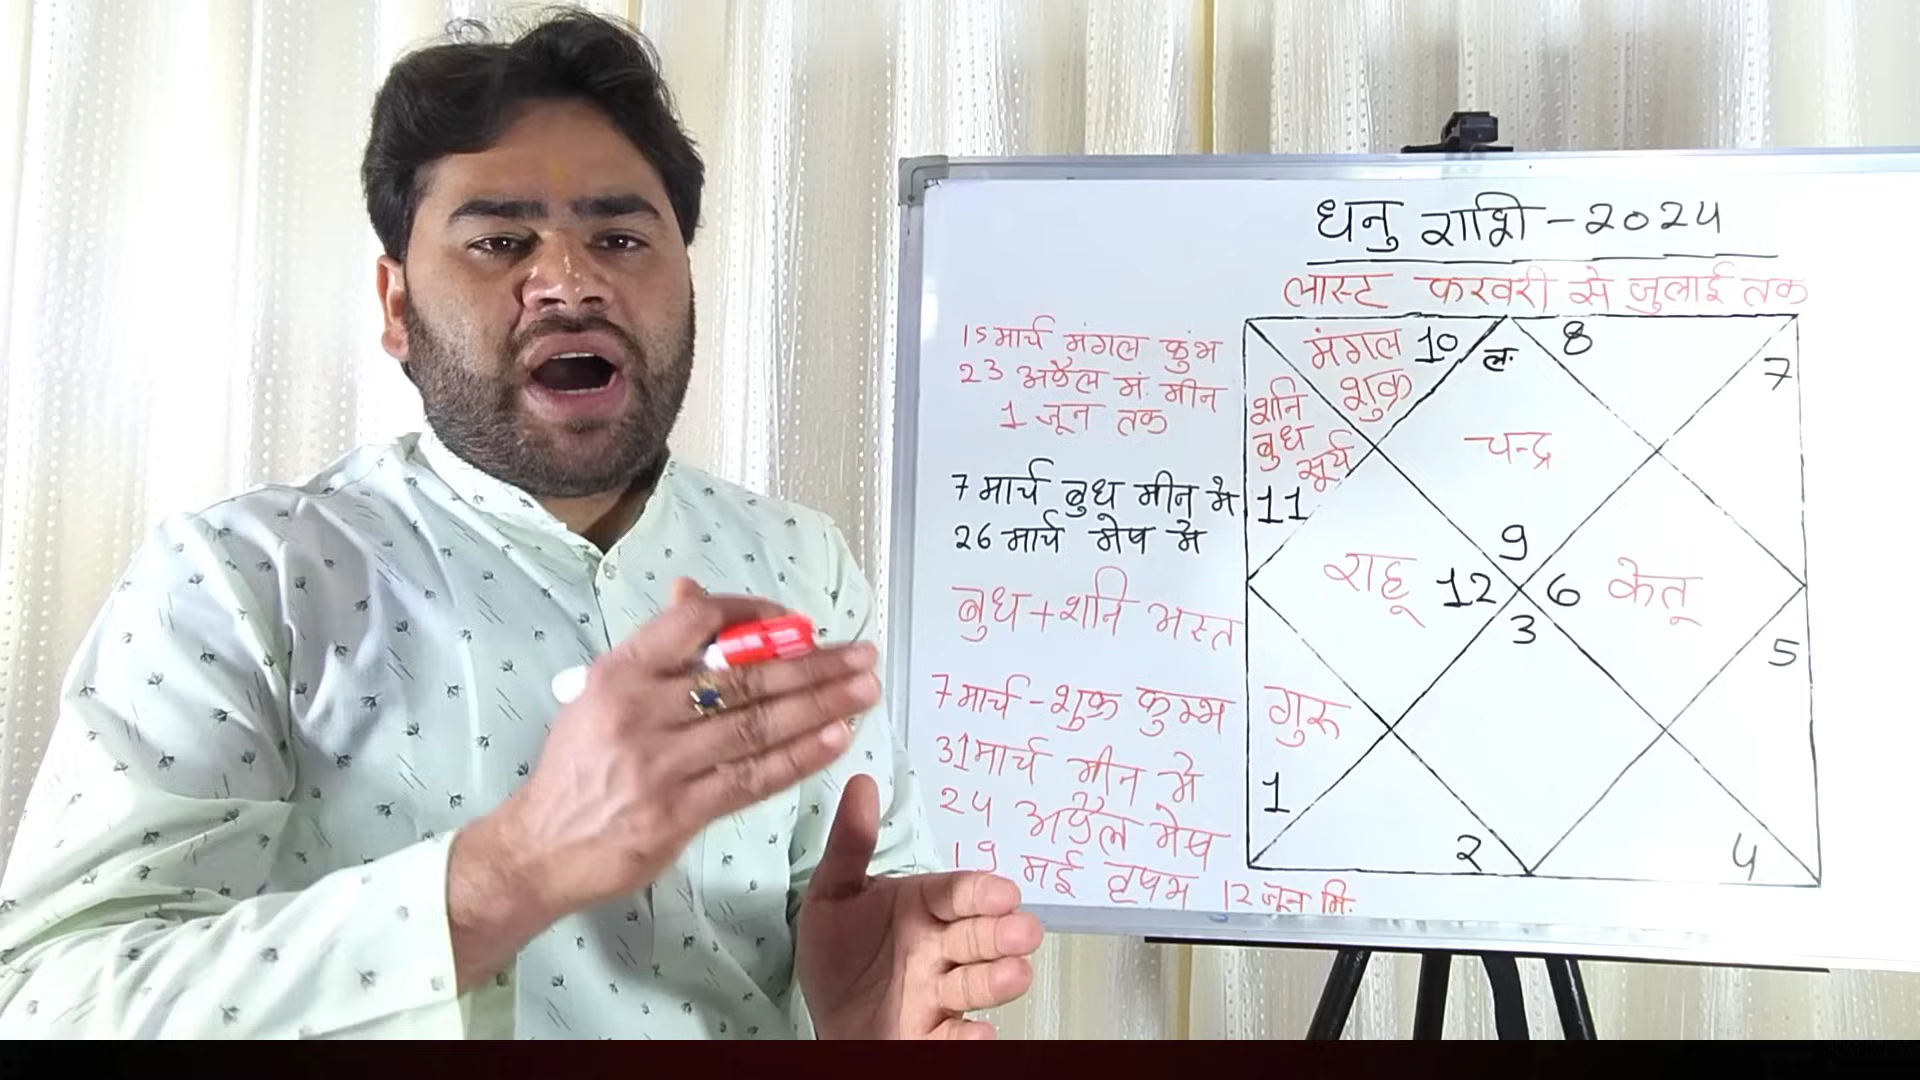 धनु राशि - 2024
लास्ट फरवरी से जुलाई तक
15 मार्च मंगल कुंभ
23 अप्रैल मं. मीन
1 जून तक
7 मार्च बुध मीन मे
26 मार्च मेष मे
बुध + शनि अस्त
7 मार्च - शुक्र कुम्भ
31 मार्च मीन मे
24 अप्रैल मेष
19 मई वृषभ 12 जून मि.
मंगल 10 ल. 8
शुक्र 7
शनि
बुध चन्द्र
सूर्य
11
9
राहू 12 6 केतू
3
5
गुरु
1
2 4